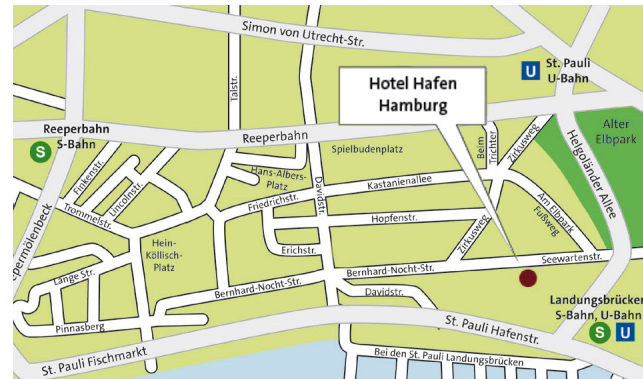 Simon von Utrecht-Str.
St. Pauli
U-Bahn
U
Hotel Hafen
Hamburg
Talstr.
Reeperbahn
S-Bahn
S
Reeperbahn
Spielbudenplatz
Beim
Trichter
Zirkusweg
Alter
Elbpark
Helgoländer Allee
Finkenstr.
Lincolnstr.
Hans-Albers-
Platz
Davidstr.
Kastanienallee
Friedrichstr.
Trommelstr.
Hopfenstr.
Am Elbpark
Fußweg
Zirkusweg
Hein-
Köllisch-
Platz
Erichstr.
Seewartenstr.
Bernhard-Nocht-Str.
epermölenbeck
Lange Str.
Bernhard-Nocht-Str.
Davidstr.
Landungsbrücken
S-Bahn, U-Bahn
S
U
Pinnasberg
St. Pauli Hafenstr.
St. Pauli Fischmarkt
Bei den St. Pauli Landungsbrücken